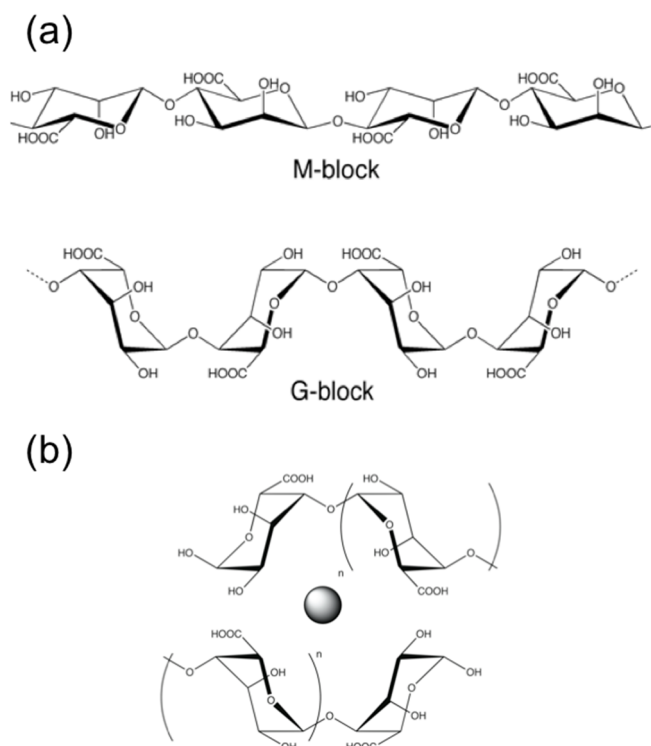 (a)
HOOC OH HOOC OH
O O
HO HO
O O
HO HO
O O O
OH OH
HOOC HOOC
M-block
HOOC OH HOOC OH
O OH O OH O
O O
O O
O OH O OH
OH HOOC OH HOOC
G-block
(b)
COOH HO
HO O
O
O
HO HO O
n
HO COOH
HOOC OH
n
O OH OH
O
O
O OH
OH HOOC